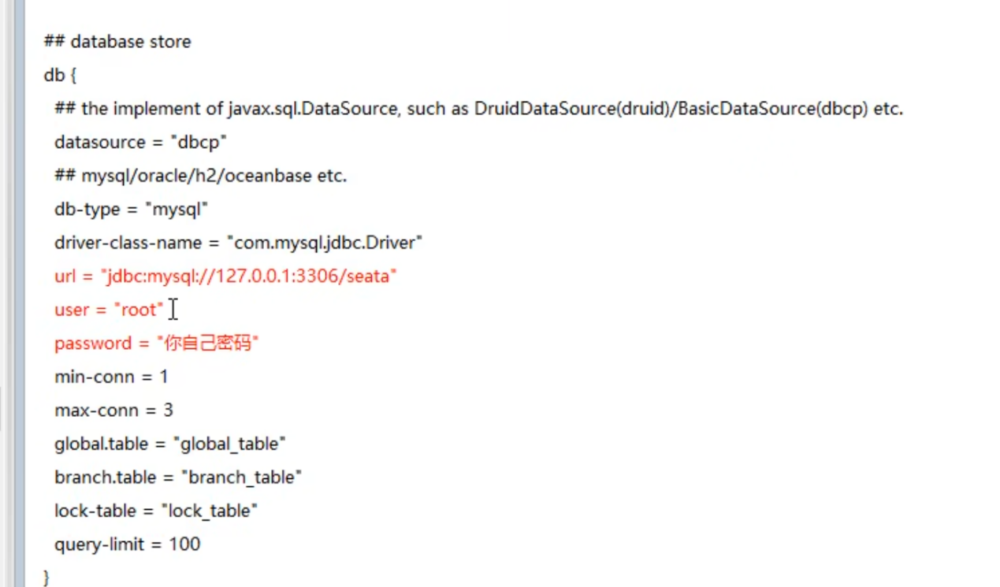 ## database store
db {
## the implement of javax.sql.DataSource, such as DruidDataSource(druid)/BasicDataSource(dbcp) etc.
datasource = "dbcp"
## mysql/oracle/h2/oceanbase etc.
db-type = "mysql"
driver-class-name = "com.mysql.jdbc.Driver"
url = "jdbc:mysql://127.0.0.1:3306/seata"
user = "root"
password = "你自己密码"
min-conn = 1
max-conn = 3
global.table = "global_table"
branch.table = "branch_table"
lock-table = "lock_table"
query-limit = 100
}